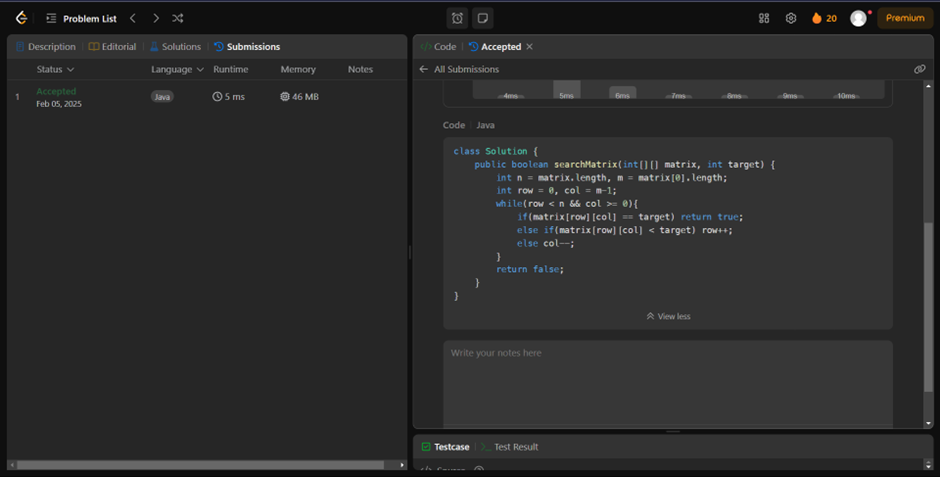 Problem List
20
Premium
Description
Editorial
Solutions
Submissions
Status
Language
Runtime
Memory
Notes
1
Accepted
Feb 05, 2025
Java
5 ms
46 MB
Code
Accepted
All Submissions
4ms 5ms 6ms 7ms 8ms 9ms 10ms
Code
Java
class Solution {
public boolean searchMatrix(int[][] matrix, int target) {
int n = matrix.length, m = matrix[0].length;
int row = 0, col = m-1;
while(row < n && col >= 0){
if(matrix[row][col] == target) return true;
else if(matrix[row][col] < target) row++;
else col--;
}
return false;
}
}
View less
Write your notes here
Testcase
Test Result